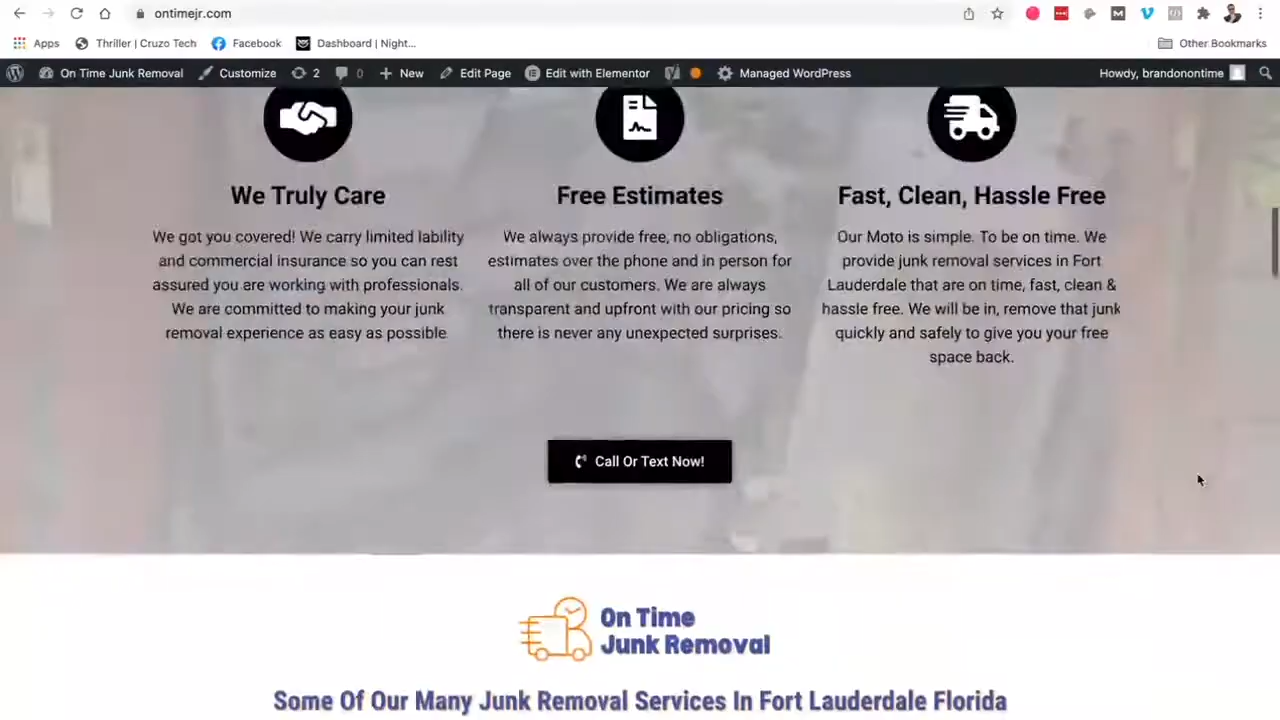 ontimejr.com
Apps Thriller | Cruzo Tech Facebook Dashboard | Night... Other Bookmarks
On Time Junk Removal Customize 2 0 New Edit Page Edit with Elementor Managed WordPress Howdy, brandonontime
We Truly Care
We got you covered! We carry limited lability
and commercial insurance so you can rest
assured you are working with professionals.
We are committed to making your junk
removal experience as easy as possible
Free Estimates
We always provide free, no obligations,
estimates over the phone and in person for
all of our customers. We are always
transparent and upfront with our pricing so
there is never any unexpected surprises.
Fast, Clean, Hassle Free
Our Moto is simple. To be on time. We
provide junk removal services in Fort
Lauderdale that are on time, fast, clean &
hassle free. We will be in, remove that junk
quickly and safely to give you your free
space back.
Call Or Text Now!
On Time
Junk Removal
Some Of Our Many Junk Removal Services In Fort Lauderdale Florida